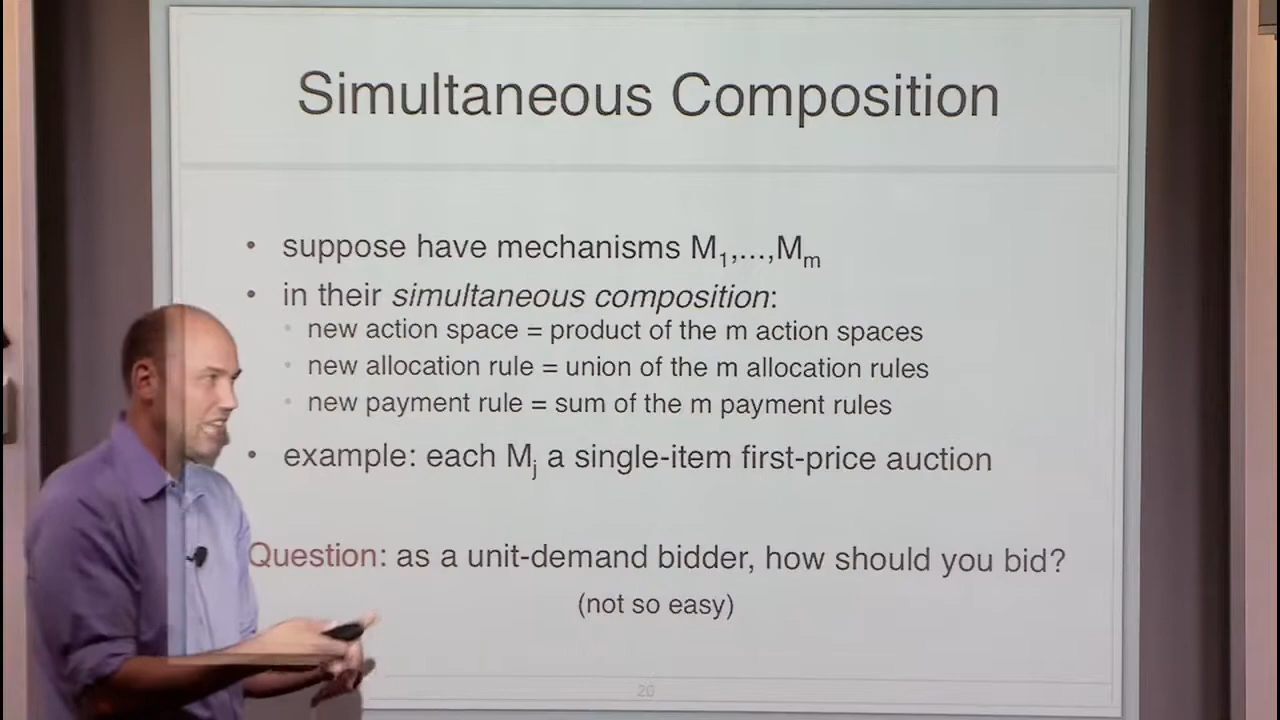 Simultaneous Composition
• suppose have mechanisms M₁,...,Mₘ
• in their simultaneous composition:
• new action space = product of the m action spaces
• new allocation rule = union of the m allocation rules
• new payment rule = sum of the m payment rules
• example: each Mⱼ a single-item first-price auction
Question: as a unit-demand bidder, how should you bid?
(not so easy)
20